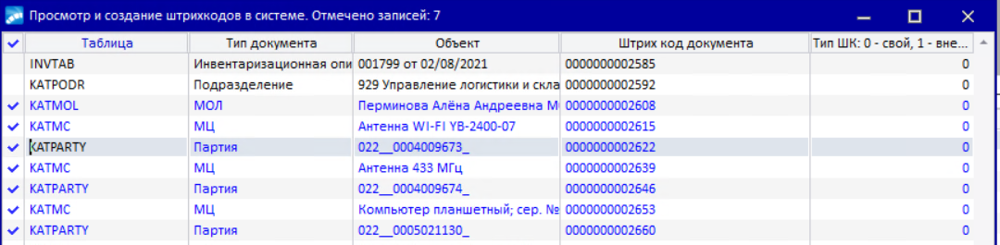 Просмотр и создание штрихкодов в системе. Отмечено записей: 7
Таблица Тип документа Объект Штрих код документа Тип ШК: 0 - свой, 1 - вне...
INVTAB Инвентаризационная опи 001799 от 02/08/2021 0000000002585 0
KATPODR Подразделение 929 Управление логистики и скла 0000000002592 0
KATMOL МОЛ Перминова Алёна Андреевна М 0000000002608 0
KATMC МЦ Антенна WI-FI YB-2400-07 0000000002615 0
KATPARTY Партия 022__0004009673_ 0000000002622 0
KATMC МЦ Антенна 433 МГц 0000000002639 0
KATPARTY Партия 022__0004009674_ 0000000002646 0
KATMC МЦ Компьютер планшетный; сер. № 0000000002653 0
KATPARTY Партия 022__0005021130_ 0000000002660 0